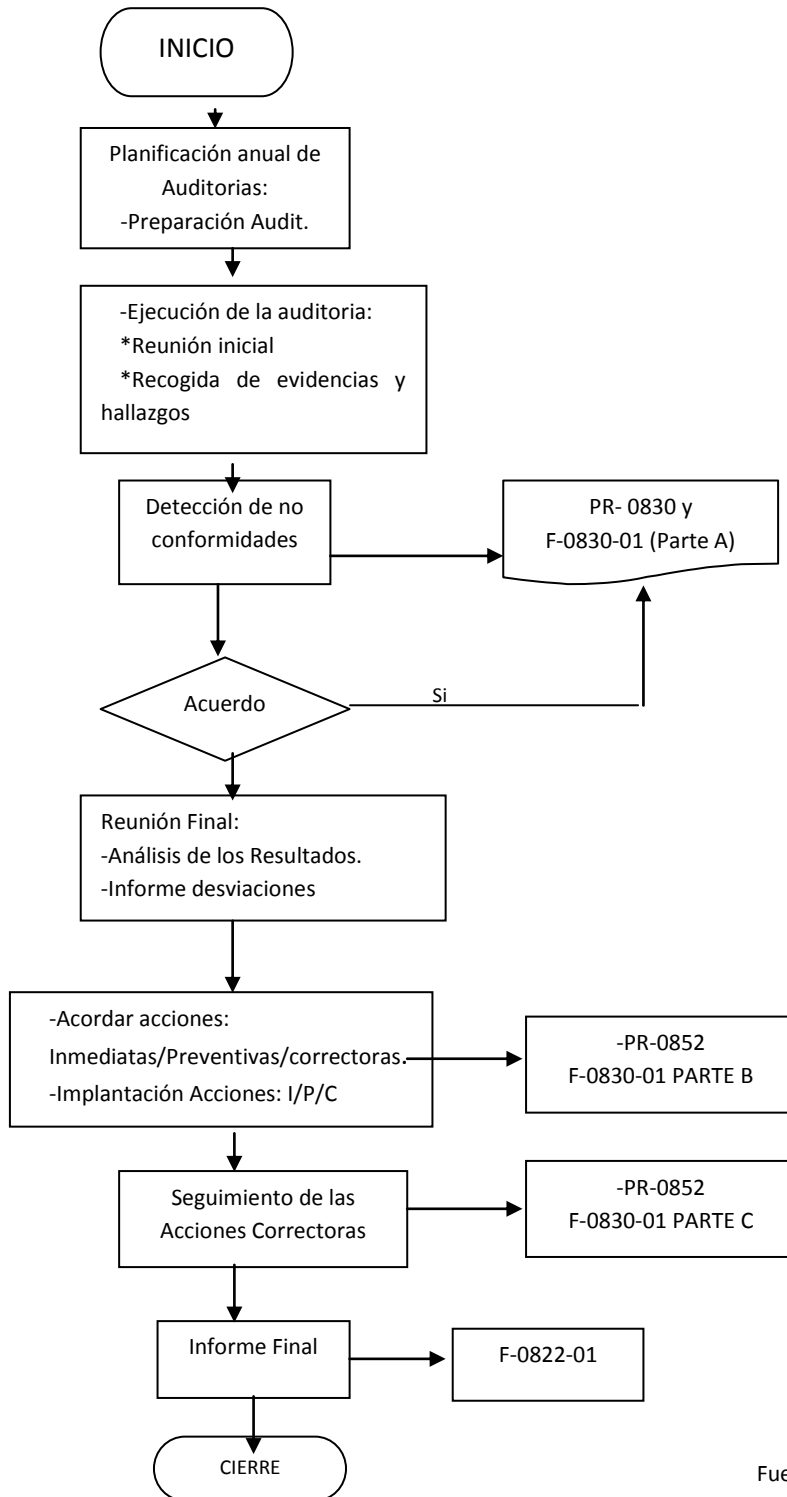 INICIO
Planificación anual de
Auditorias:
-Preparación Audit.
-Ejecución de la auditoria:
*Reunión inicial
*Recogida de evidencias y
hallazgos
Detección de no
conformidades
PR- 0830 y
F-0830-01 (Parte A)
Acuerdo
Si
Reunión Final:
-Análisis de los Resultados.
-Informe desviaciones
-Acordar acciones:
Inmediatas/Preventivas/correctoras.
-Implantación Acciones: I/P/C
-PR-0852
F-0830-01 PARTE B
Seguimiento de las
Acciones Correctoras
-PR-0852
F-0830-01 PARTE C
Informe Final
F-0822-01
CIERRE
Fue